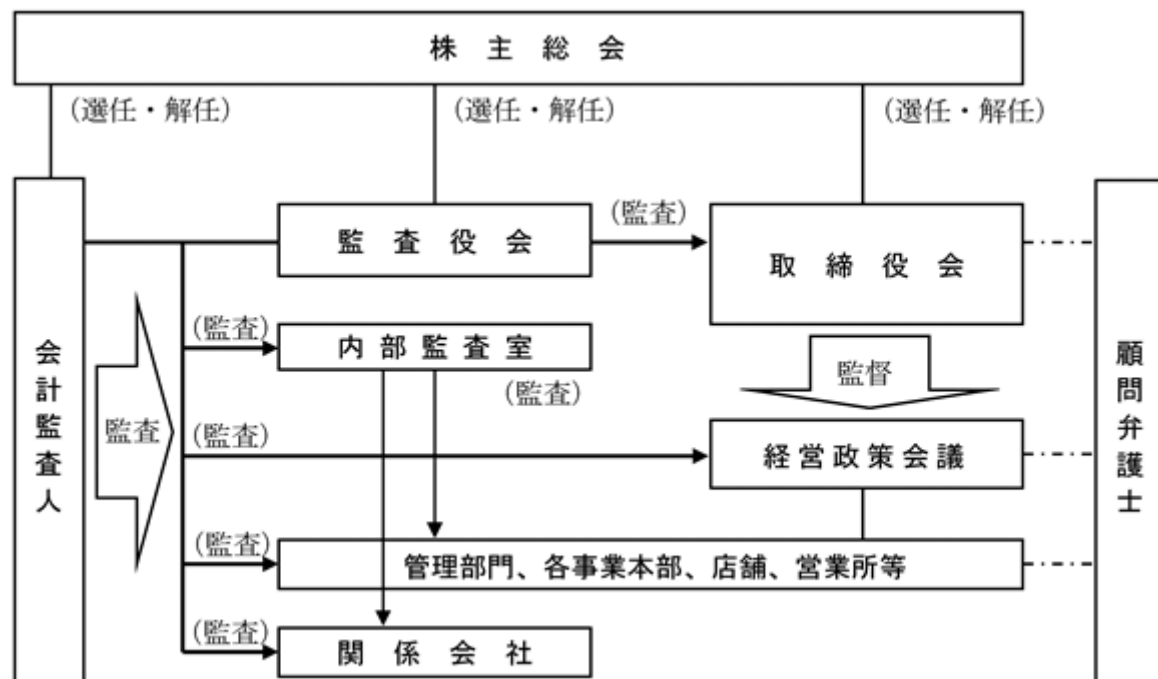 株主総会
(選任・解任)
(選任・解任)
(選任・解任)
監査役会
(監査)
取締役会
会計監査人
監査
(監査)
内部監査室
(監査)
監督
顧問弁護士
(監査)
経営政策会議
(監査)
管理部門、各事業本部、店舗、営業所等
(監査)
関係会社